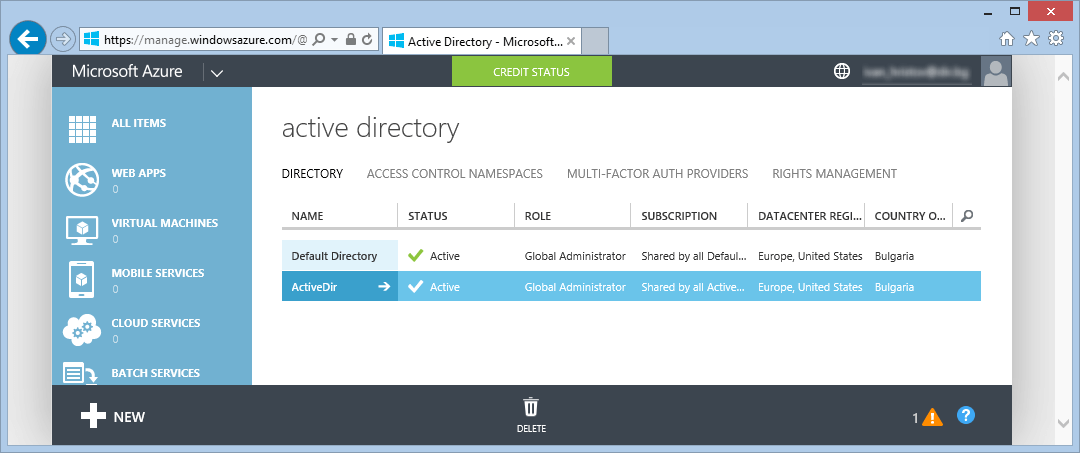 https://manage.windowsazure.com/@
Active Directory - Microsoft...
Microsoft Azure
CREDIT STATUS
ALL ITEMS
WEB APPS
0
VIRTUAL MACHINES
0
MOBILE SERVICES
0
CLOUD SERVICES
0
BATCH SERVICES
active directory
DIRECTORY ACCESS CONTROL NAMESPACES MULTI-FACTOR AUTH PROVIDERS RIGHTS MANAGEMENT
NAME STATUS ROLE SUBSCRIPTION DATACENTER REGI... COUNTRY O...
Default Directory Active Global Administrator Shared by all Defaul... Europe, United States Bulgaria
ActiveDir Active Global Administrator Shared by all Active... Europe, United States Bulgaria
NEW
DELETE
1
?